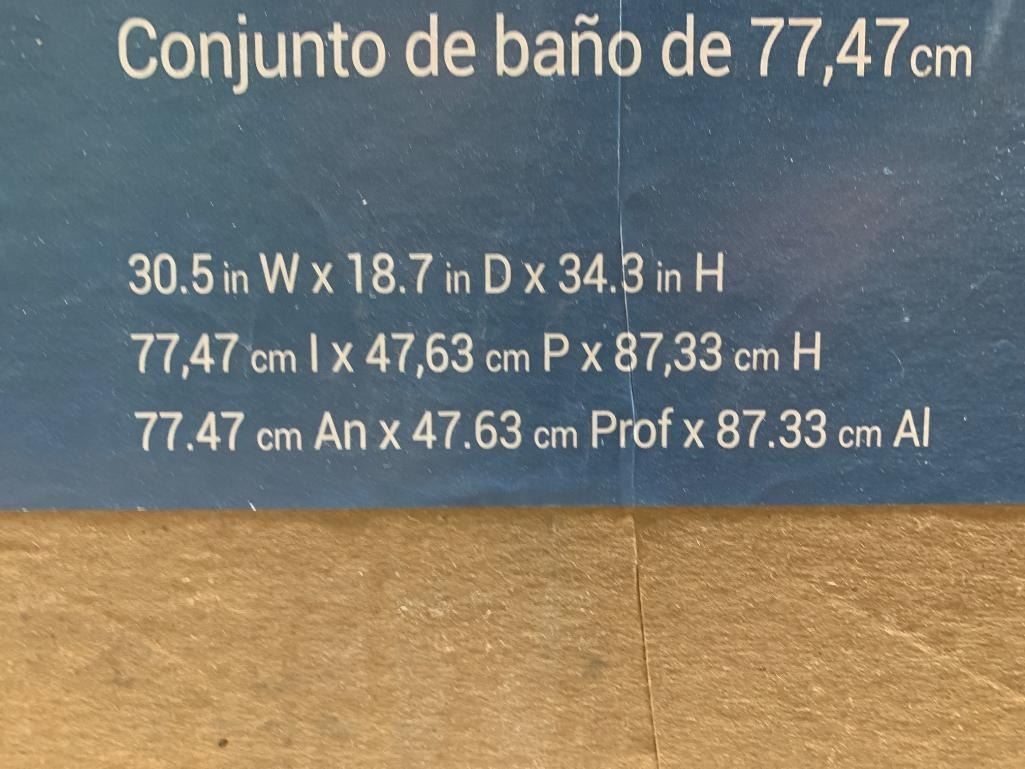 Conjunto de baño de 77,47cm
30.5 in W x 18.7 in D x 34.3 in H
77,47 cm l x 47,63 cm P x 87,33 cm H
77.47 cm An x 47.63 cm Prof x 87.33 cm Al